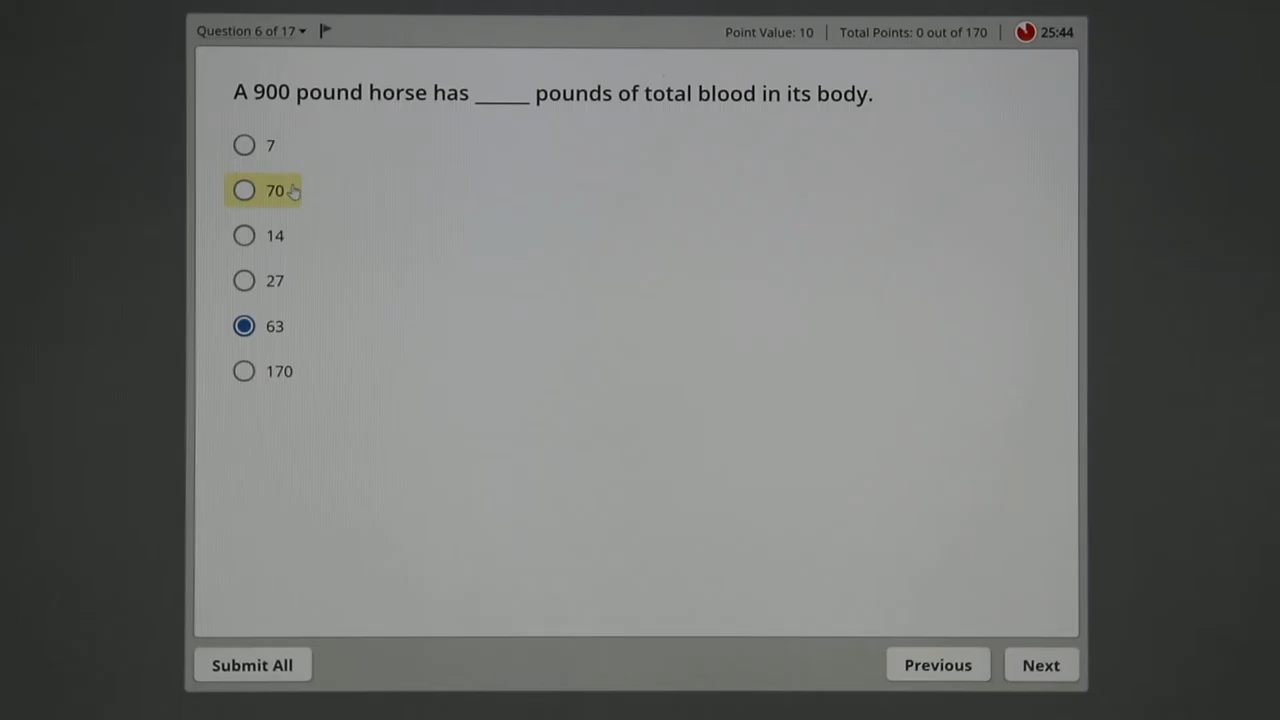 Question 6 of 17
Point Value: 10 | Total Points: 0 out of 170 | 25:44
A 900 pound horse has _____ pounds of total blood in its body.
7
70
14
27
63
170
Submit All
Previous
Next